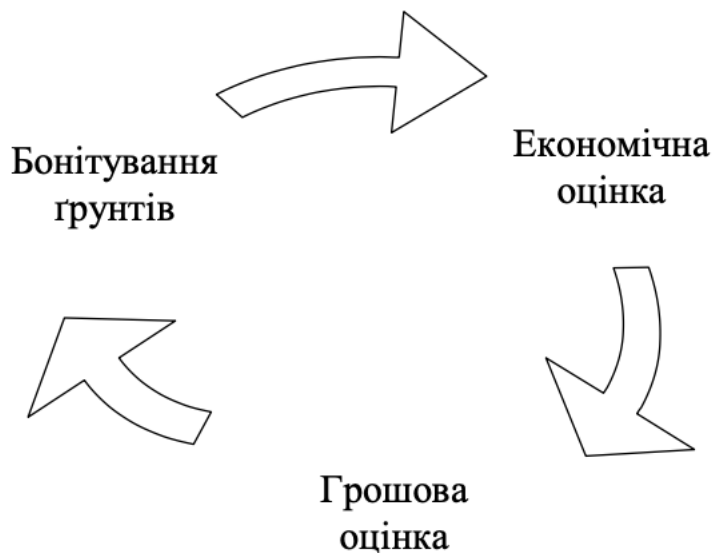 Бонітування
ґрунтів
Економічна
оцінка
Грошова
оцінка